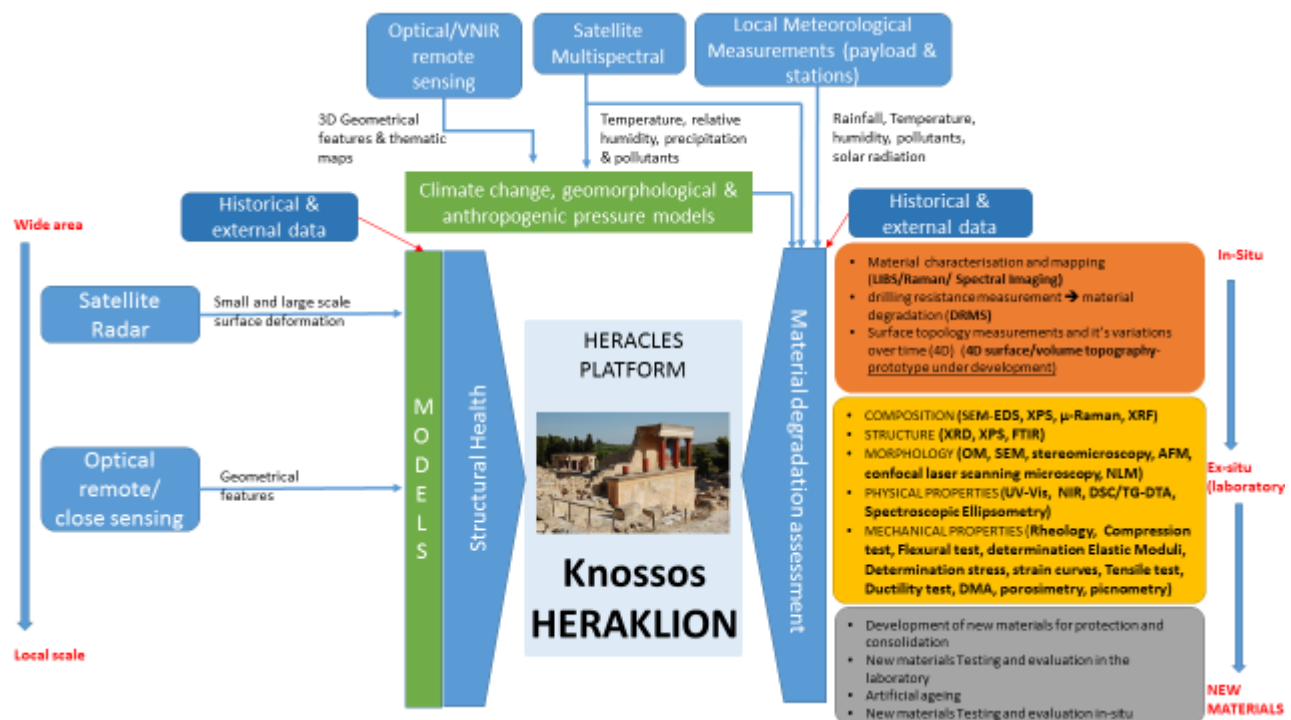 Optical/VNIR
remote
sensing
Satellite
Multispectral
Local Meteorological
Measurements (payload &
stations)
3D Geometrical
features & thematic
maps
Temperature, relative
humidity, precipitation
& pollutants
Rainfall, Temperature,
humidity, pollutants,
solar radiation
Climate change, geomorphological &
anthropogenic pressure models
Historical &
external data
Historical &
external data
Wide area
Satellite
Radar
Small and large scale
surface deformation
Optical
remote/
close sensing
Geometrical
features
Local scale
MODELS
Structural Health
HERACLES
PLATFORM
Knossos
HERAKLION
Material degradation assessment
• Material characterisation and mapping
(LIBS/Raman/ Spectral Imaging)
• drilling resistance measurement ➔ material
degradation (DRMS)
• Surface topology measurements and it's variations
over time (4D) (4D surface/volume topography-
prototype under development)
• COMPOSITION (SEM-EDS, XPS, μ-Raman, XRF)
• STRUCTURE (XRD, XPS, FTIR)
• MORPHOLOGY (OM, SEM, stereomicroscopy, AFM,
confocal laser scanning microscopy, NLM)
• PHYSICAL PROPERTIES (UV-Vis, NIR, DSC/TG-DTA,
Spectroscopic Ellipsometry)
• MECHANICAL PROPERTIES (Rheology, Compression
test, Flexural test, determination Elastic Moduli,
Determination stress, strain curves, Tensile test,
Ductility test, DMA, porosimetry, picnometry)
• Development of new materials for protection and
consolidation
• New materials Testing and evaluation in the
laboratory
• Artificial ageing
• New materials Testing and evaluation in-situ
In-Situ
Ex-situ
(laboratory
NEW
MATERIALS